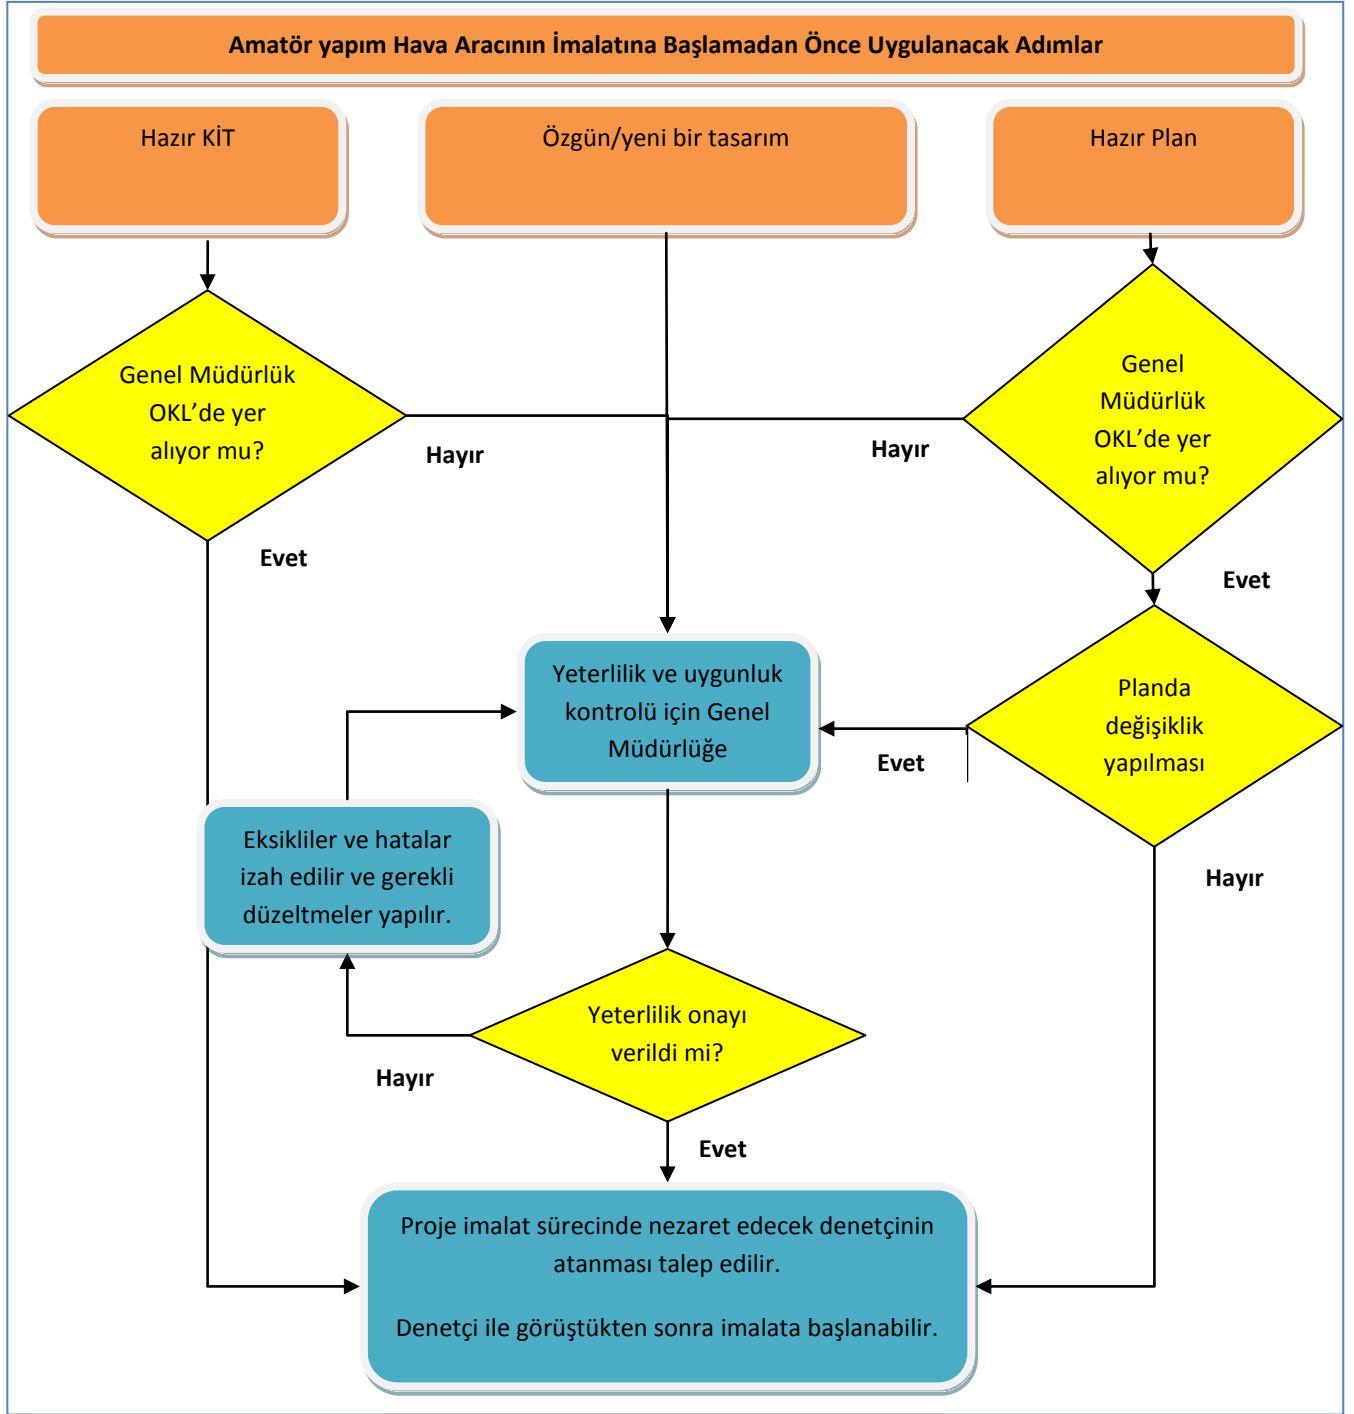 Amatör yapım Hava Aracının İmalatına Başlamadan Önce Uygulanacak Adımlar
Hazır KİT
Özgün/yeni bir tasarım
Hazır Plan
Genel Müdürlük
OKL’de yer
alıyor mu?
Hayır
Evet
Genel
Müdürlük
OKL’de yer
alıyor mu?
Hayır
Evet
Yeterlilik ve uygunluk
kontrolü için Genel
Müdürlüğe
Planda
değişiklik
yapılması
Evet
Hayır
Eksikliler ve hatalar
izah edilir ve gerekli
düzeltmeler yapılır.
Yeterlilik onayı
verildi mi?
Hayır
Evet
Proje imalat sürecinde nezaret edecek denetçinin
atanması talep edilir.
Denetçi ile görüştükten sonra imalata başlanabilir.